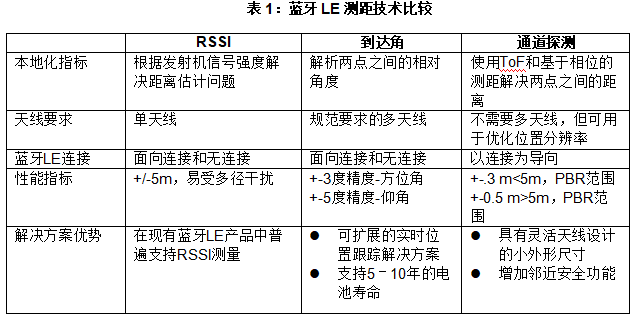 表 1：蓝牙 LE 测距技术比较
RSSI 到达角 通道探测
本地化指标 根据发射机信号强度解 解析两点之间的相对 使用ToF和基于相位的
决距离估计问题 角度 测距解决两点之间的距
离
天线要求 单天线 规范要求的多天线 不需要多天线，但可用
于优化位置分辨率
蓝牙LE连接 面向连接和无连接 面向连接和无连接 以连接为导向
性能指标 +/-5m，易受多径干扰 +-3度精度-方位角 +-.3 m<5m，PBR范围
+-5度精度-仰角 +-0.5 m>5m，PBR范
围
解决方案优势 在现有蓝牙LE产品中普 ● 可扩展的实时位 ● 具有灵活天线设计
遍支持RSSI测量 置跟踪解决方案 的小外形尺寸
● 支持5－10年的电 ● 增加邻近安全功能
池寿命